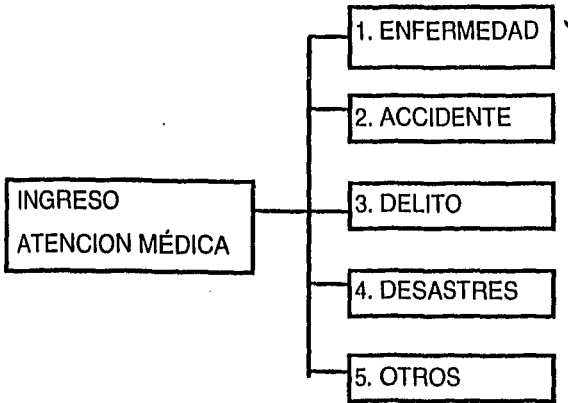 1. ENFERMEDAD
2. ACCIDENTE
INGRESO
ATENCION MÉDICA
3. DELITO
4. DESASTRES
5. OTROS